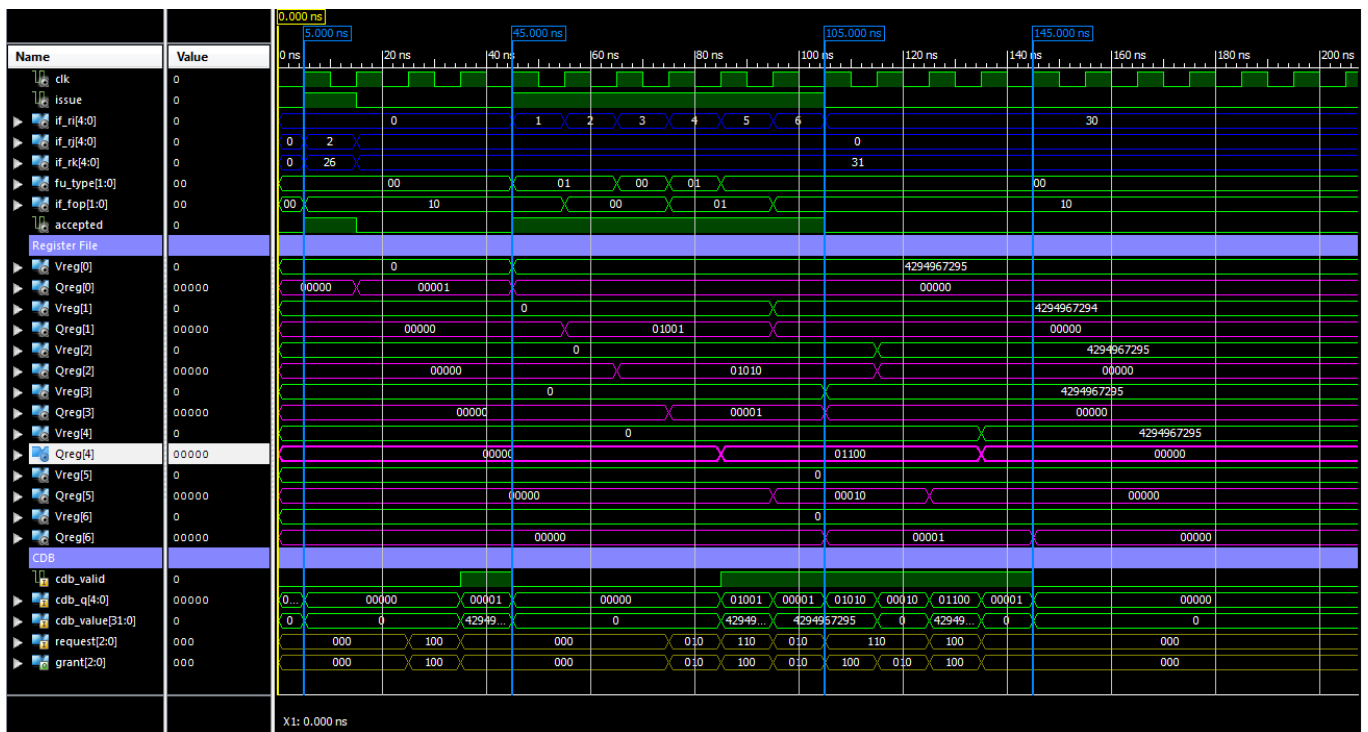 0.000 ns
5.000 ns 45.000 ns 105.000 ns 145.000 ns
Name Value 0 ns 20 ns 40 ns 60 ns 80 ns 100 ns 120 ns 140 ns 160 ns 180 ns 200 ns
clk 0
issue 0
if_ri[4:0] 0 0 1 2 3 4 5 6 30
if_rj[4:0] 0 0 2 0
if_rk[4:0] 0 0 26 31
fu_type[1:0] 00 00 01 00 01 00
if_fop[1:0] 00 00 10 00 01 10
accepted 0
Register File
Vreg[0] 0 0 4294967295
Qreg[0] 00000 00000 00001 00000
Vreg[1] 0 0 4294967294
Qreg[1] 00000 00000 01001 00000
Vreg[2] 0 0 4294967295
Qreg[2] 00000 00000 01010 00000
Vreg[3] 0 0 4294967295
Qreg[3] 00000 00000 00001 00000
Vreg[4] 0 0 4294967295
Qreg[4] 00000 00000 01100 00000
Vreg[5] 0 0
Qreg[5] 00000 00000 00010 00000
Vreg[6] 0 0
Qreg[6] 00000 00000 00001 00000
CDB
cdb_valid 0
cdb_q[4:0] 00000 0... 00000 00001 00000 01001 00001 01010 00010 01100 00001 00000
cdb_value[31:0] 0 0 0 42949... 0 42949... 4294967295 0 42949... 0 0
request[2:0] 000 000 100 000 010 110 010 110 100 000
grant[2:0] 000 000 100 000 010 100 010 100 010 100 000
X1: 0.000 ns